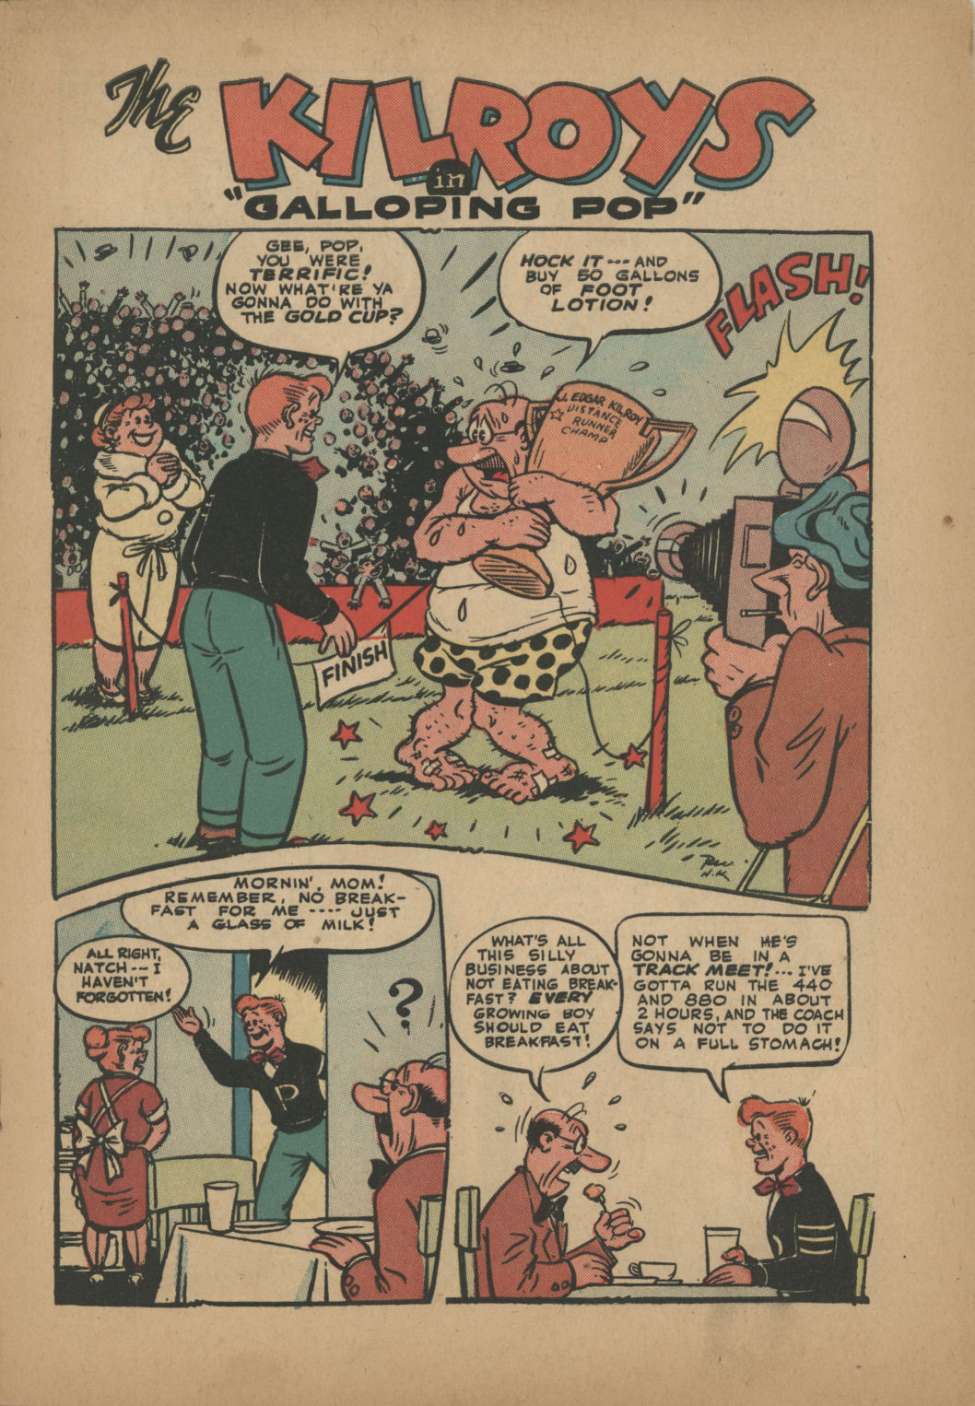 The
KILROYS
in
"GALLOPING POP"
GEE, POP,
YOU WERE
TERRIFIC!
NOW WHAT'RE YA
GONNA DO WITH
THE GOLD CUP?
HOCK IT --- AND
BUY 50 GALLONS
OF FOOT
LOTION!
FLASH!
J. EDGAR KILROY
DISTANCE
RUNNER
CHAMP
FINISH
MORNIN', MOM!
REMEMBER, NO BREAK-
FAST FOR ME ---- JUST
A GLASS OF MILK!
ALL RIGHT,
NATCH -- I
HAVEN'T
FORGOTTEN!
?
P
WHAT'S ALL
THIS SILLY
BUSINESS ABOUT
NOT EATING BREAK-
FAST? EVERY
GROWING BOY
SHOULD EAT
BREAKFAST!
NOT WHEN HE'S
GONNA BE IN A
TRACK MEET!... I'VE
GOTTA RUN THE 440
AND 880 IN ABOUT
2 HOURS, AND THE COACH
SAYS NOT TO DO IT
ON A FULL STOMACH!